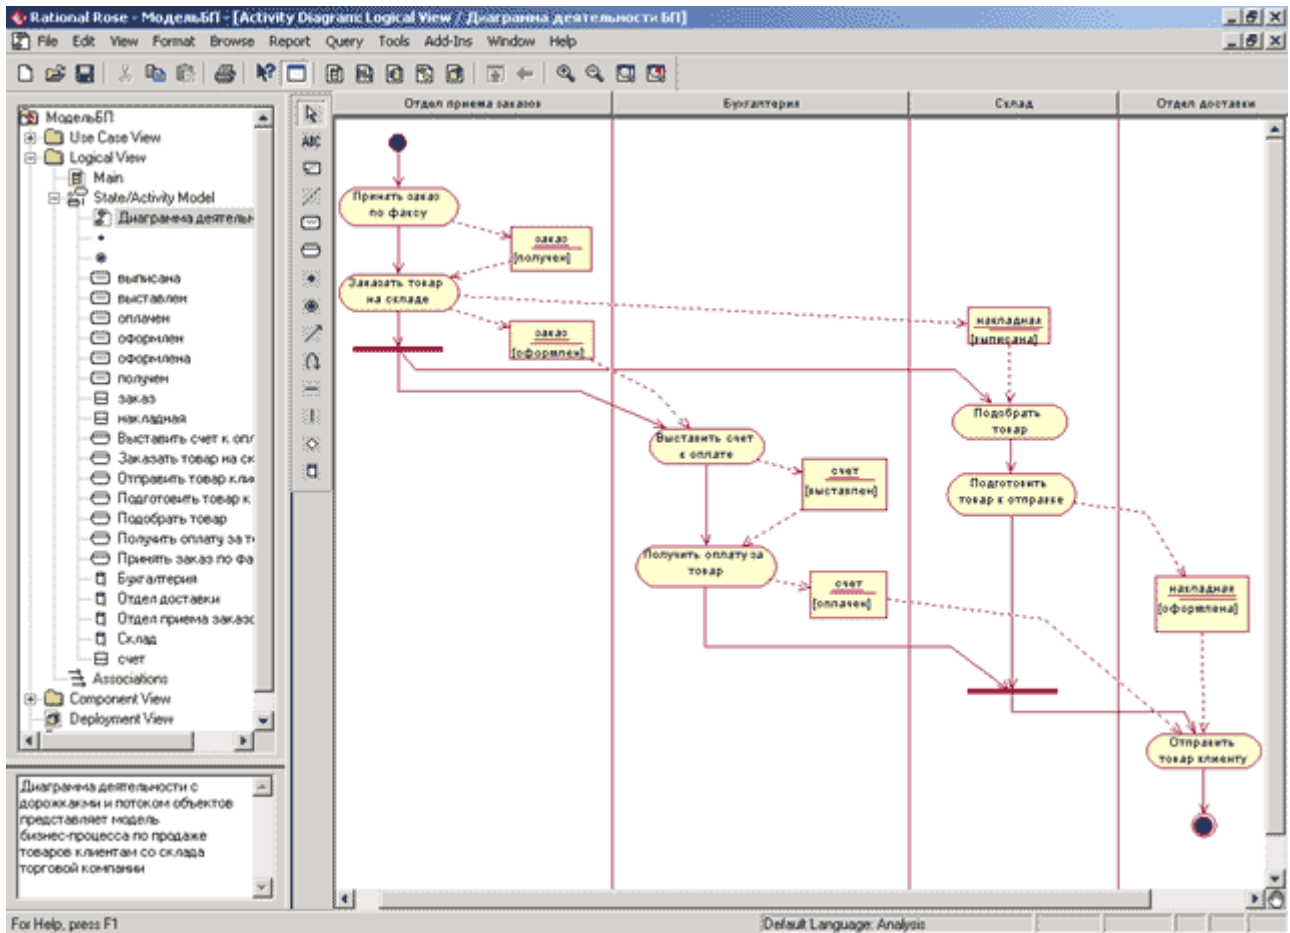 Rational Rose - МодельБП - [Activity Diagram: Logical View / Диаграмма деятельности БП]
File Edit View Format Browse Report Query Tools Add-Ins Window Help
ABC
МодельБП
Use Case View
Logical View
Main
State/Activity Model
Диаграмма деятельн
выписана
выставлен
оплачен
оформлен
оформлена
получен
заказ
накладная
Выставить счет к опл
Заказать товар на ск
Отправить товар кли
Подготовить товар к
Подобрать товар
Получить оплату за т
Принять заказ по фа
Бухгалтерия
Отдел доставки
Отдел приема заказо
Склад
счет
Associations
Component View
Deployment View
Диаграмма деятельности с
дорожками и потоком объектов
представляет модель
бизнес-процесса по продаже
товаров клиентам со склада
торговой компании
Отдел приема заказов
Бухгалтерия
Склад
Отдел доставки
Принять заказ
по факсу
заказ
[получен]
Заказать товар
на складе
заказ
[оформлен]
накладная
[выписана]
Подобрать
товар
Выставить счет
к оплате
счет
[выставлен]
Подготовить
товар к отправке
Получить оплату за
товар
счет
[оплачен]
накладная
[оформлена]
Отправить
товар клиенту
For Help, press F1
Default Language: Analysis